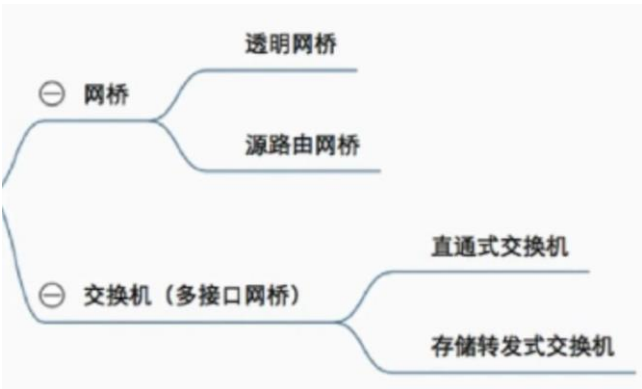 透明网桥
网桥
源路由网桥
直通式交换机
交换机（多接口网桥）
存储转发式交换机